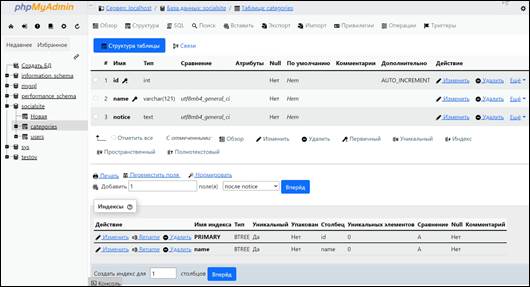 phpMyAdmin
Недавнее Избранное
Создать БД
information_schema
mysql
performance_schema
socialsite
Новая
categories
users
sys
testov
Сервер: localhost » База данных: socialsite » Таблица: categories
Обзор Структура SQL Поиск Вставить Экспорт Импорт Привилегии Операции Триггеры
Структура таблицы Связи
# Имя Тип Сравнение Атрибуты Null По умолчанию Комментарии Дополнительно Действие
1 id int Нет Нет AUTO_INCREMENT Изменить Удалить Ещё
2 name varchar(121) utf8mb4_general_ci Нет Нет Изменить Удалить Ещё
3 notice text utf8mb4_general_ci Нет Нет Изменить Удалить Ещё
Отметить все С отмеченными: Обзор Изменить Удалить Первичный Уникальный Индекс
Пространственный Полнотекстовый
Печать Переместить поля Нормировать
Добавить 1 поле(я) после notice Вперёд
Индексы
Действие Имя индекса Тип Уникальный Упакован Столбец Уникальных элементов Сравнение Null Комментарий
Изменить Rename Удалить PRIMARY BTREE Да Нет id 0 A Нет
Изменить Rename Удалить name BTREE Да Нет name 0 A Нет
Создать индекс для 1 столбцов Вперёд
Консоль